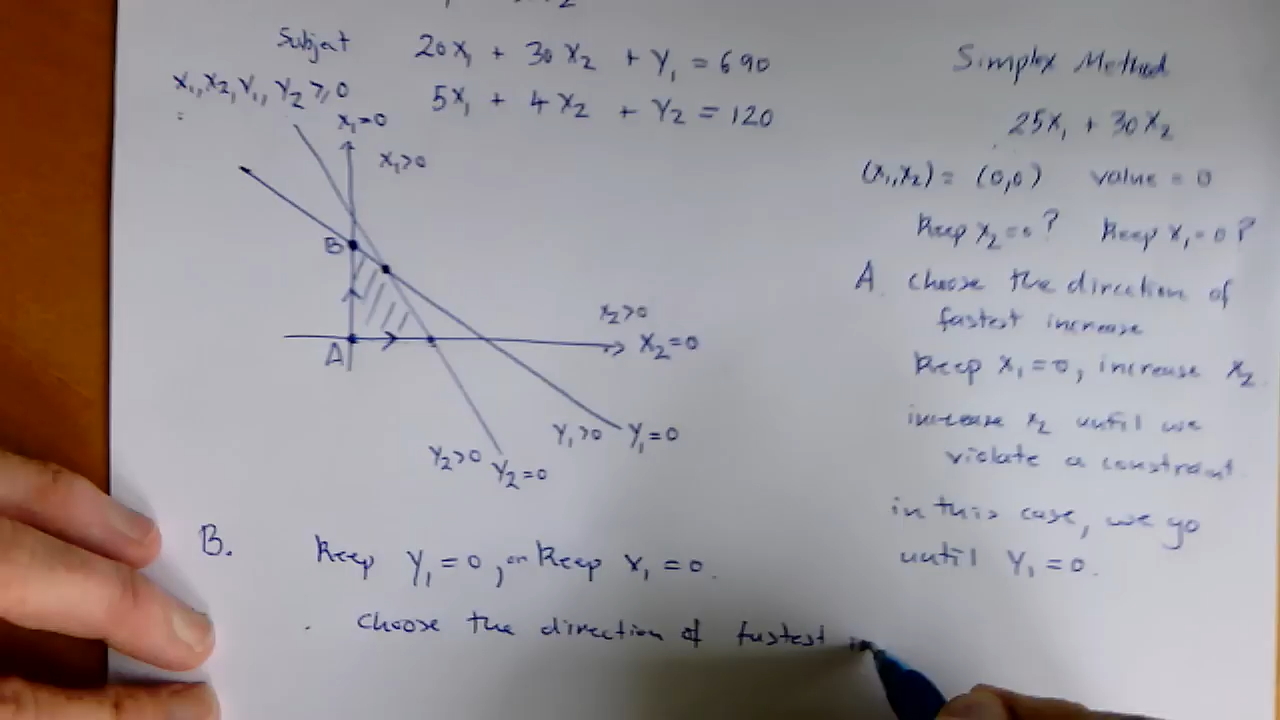 Subject 20x₁ + 30x₂ + Y₁ = 690
x₁, x₂, Y₁, Y₂ ≥ 0 5x₁ + 4x₂ + Y₂ = 120
x₁=0
x₁>0
B
A
x₂>0
x₂=0
Y₁>0 Y₁=0
Y₂>0 Y₂=0
Simplex Method
25x₁ + 30x₂
(x₁,x₂) = (0,0) value = 0
Keep x₂=0? Keep x₁=0?
A. choose the direction of
fastest increase
Keep x₁=0, increase x₂
increase x₂ until we
violate a constraint
in this case, we go
until Y₁=0.
B. Keep Y₁=0, or Keep x₁=0.
choose the direction of fastest in